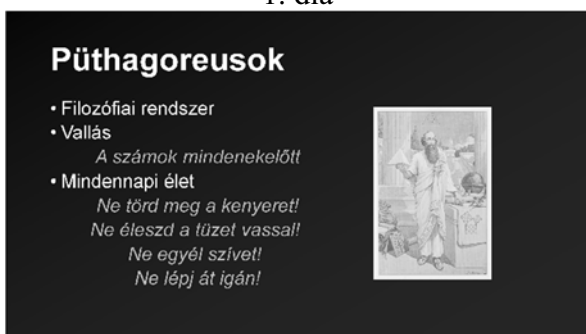 1. dia
Püthagoreusok
• Filozófiai rendszer
• Vallás
A számok mindenekelőtt
• Mindennapi élet
Ne törd meg a kenyeret!
Ne éleszd a tüzet vassal!
Ne egyél szívet!
Ne lépj át igán!